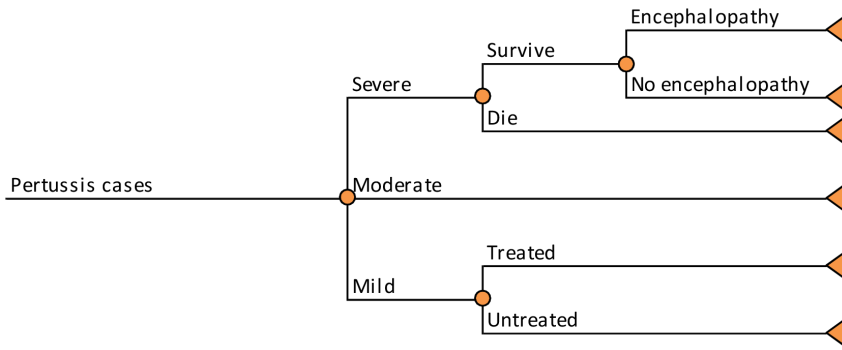 Encephalopathy
Survive
Severe
No encephalopathy
Die
Pertussis cases
Moderate
Treated
Mild
Untreated